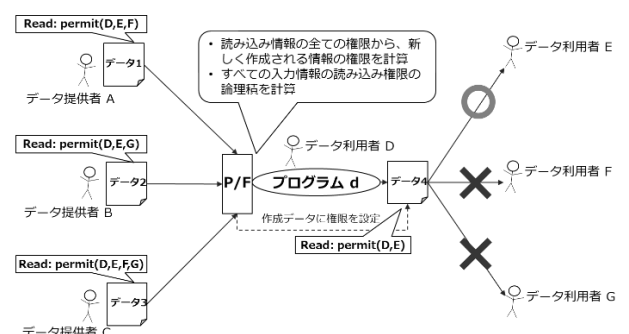 Read: permit(D,E,F)
データ1
データ提供者 A
• 読み込み情報の全ての権限から、新
しく作成される情報の権限を計算
• すべての入力情報の読み込み権限の
論理積を計算
データ利用者 E
Read: permit(D,E,G)
データ2
データ提供者 B
データ利用者 D
P/F
プログラム d
データ4
データ利用者 F
作成データに権限を設定
Read: permit(D,E)
Read: permit(D,E,F,G)
データ3
データ提供者 C
データ利用者 G